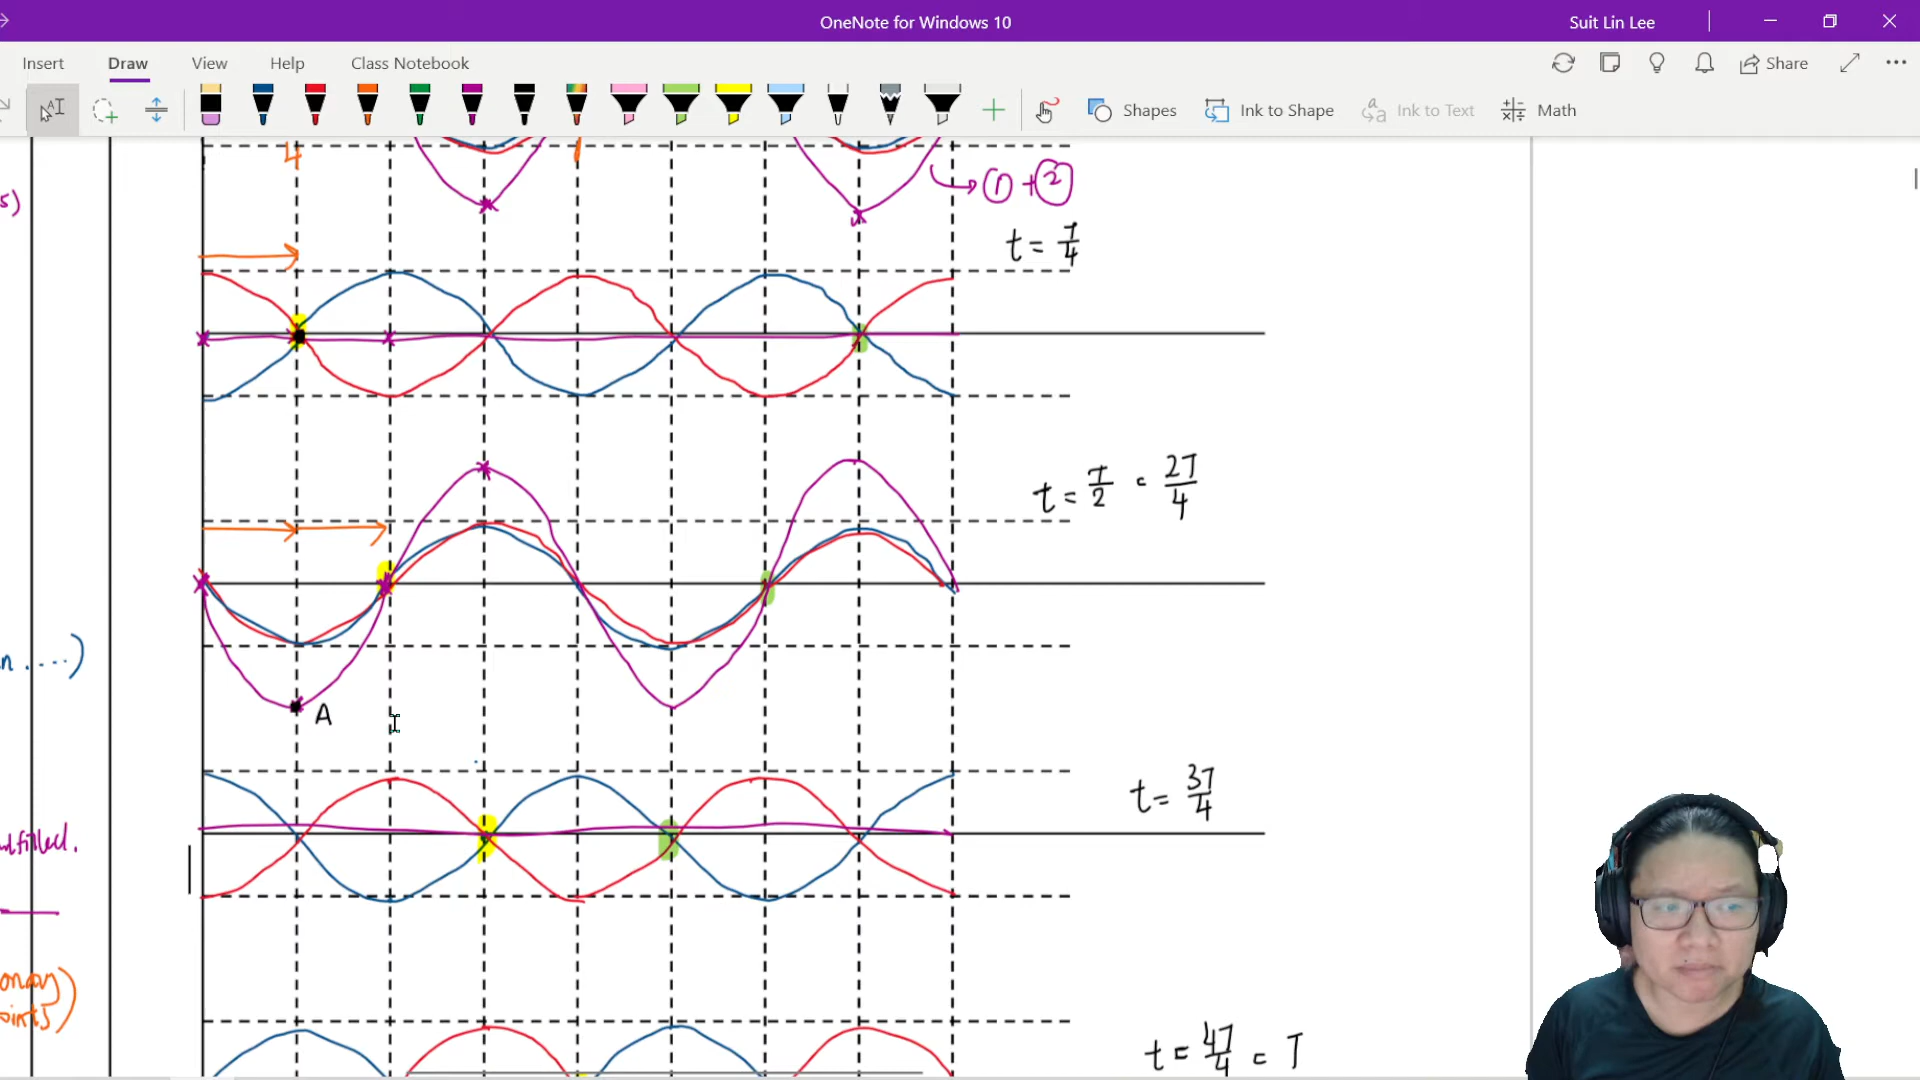 OneNote for Windows 10
Suit Lin Lee
Insert
Draw
View
Help
Class Notebook
Share
Shapes
Ink to Shape
Ink to Text
Math
4
① + ②
s)
t = T/4
t = T/2 = 2T/4
n ....)
A
t = 3T/4
t = 4T/4 = T